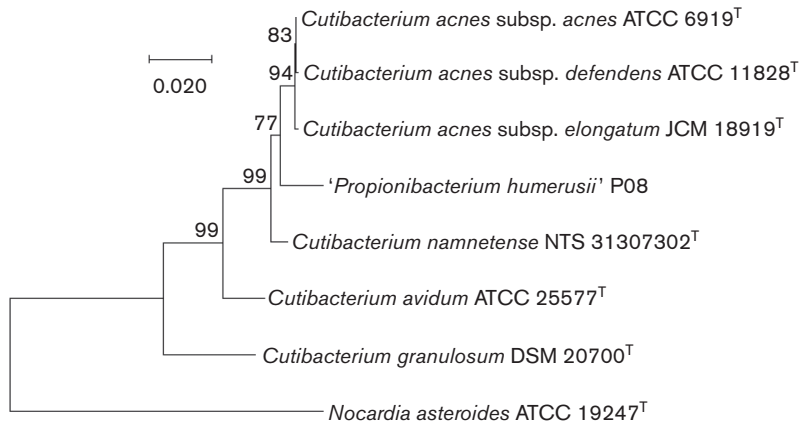 Cutibacterium acnes subsp. acnes ATCC 6919T
83
0.020
94
Cutibacterium acnes subsp. defendens ATCC 11828T
77
Cutibacterium acnes subsp. elongatum JCM 18919T
99
‘Propionibacterium humerusii’ P08
99
Cutibacterium namnetense NTS 31307302T
Cutibacterium avidum ATCC 25577T
Cutibacterium granulosum DSM 20700T
Nocardia asteroides ATCC 19247T